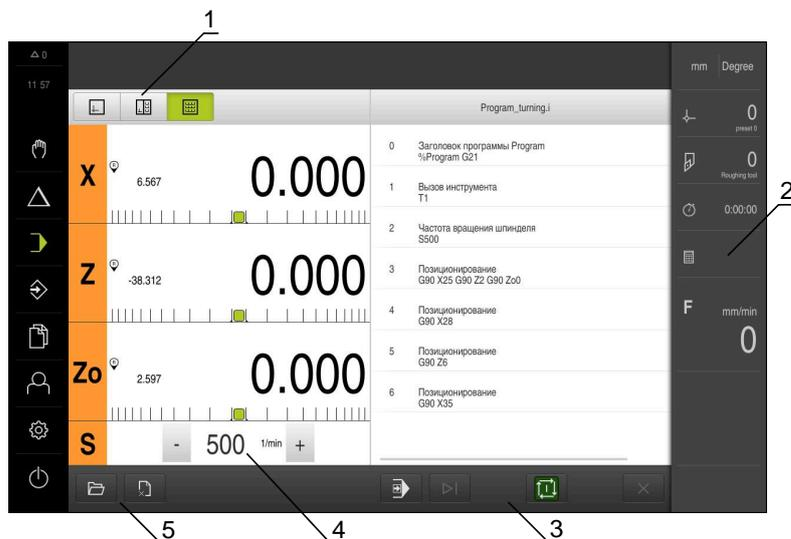 1
0
11 57
mm
Degree
Program_turning.i
0
preset 0
X
R
6.567
0.000
0
Заголовок программы Program
%Program G21
1
Вызов инструмента
T1
0
Roughing tool
2
0:00:00
2
Частота вращения шпинделя
S500
Z
R
-38.312
0.000
3
Позиционирование
G90 X25 G90 Z2 G90 Zo0
F
mm/min
0
4
Позиционирование
G90 X28
5
Позиционирование
G90 Z6
Zo
R
2.597
0.000
6
Позиционирование
G90 X35
S
-
500
1/min
+
5
4
3